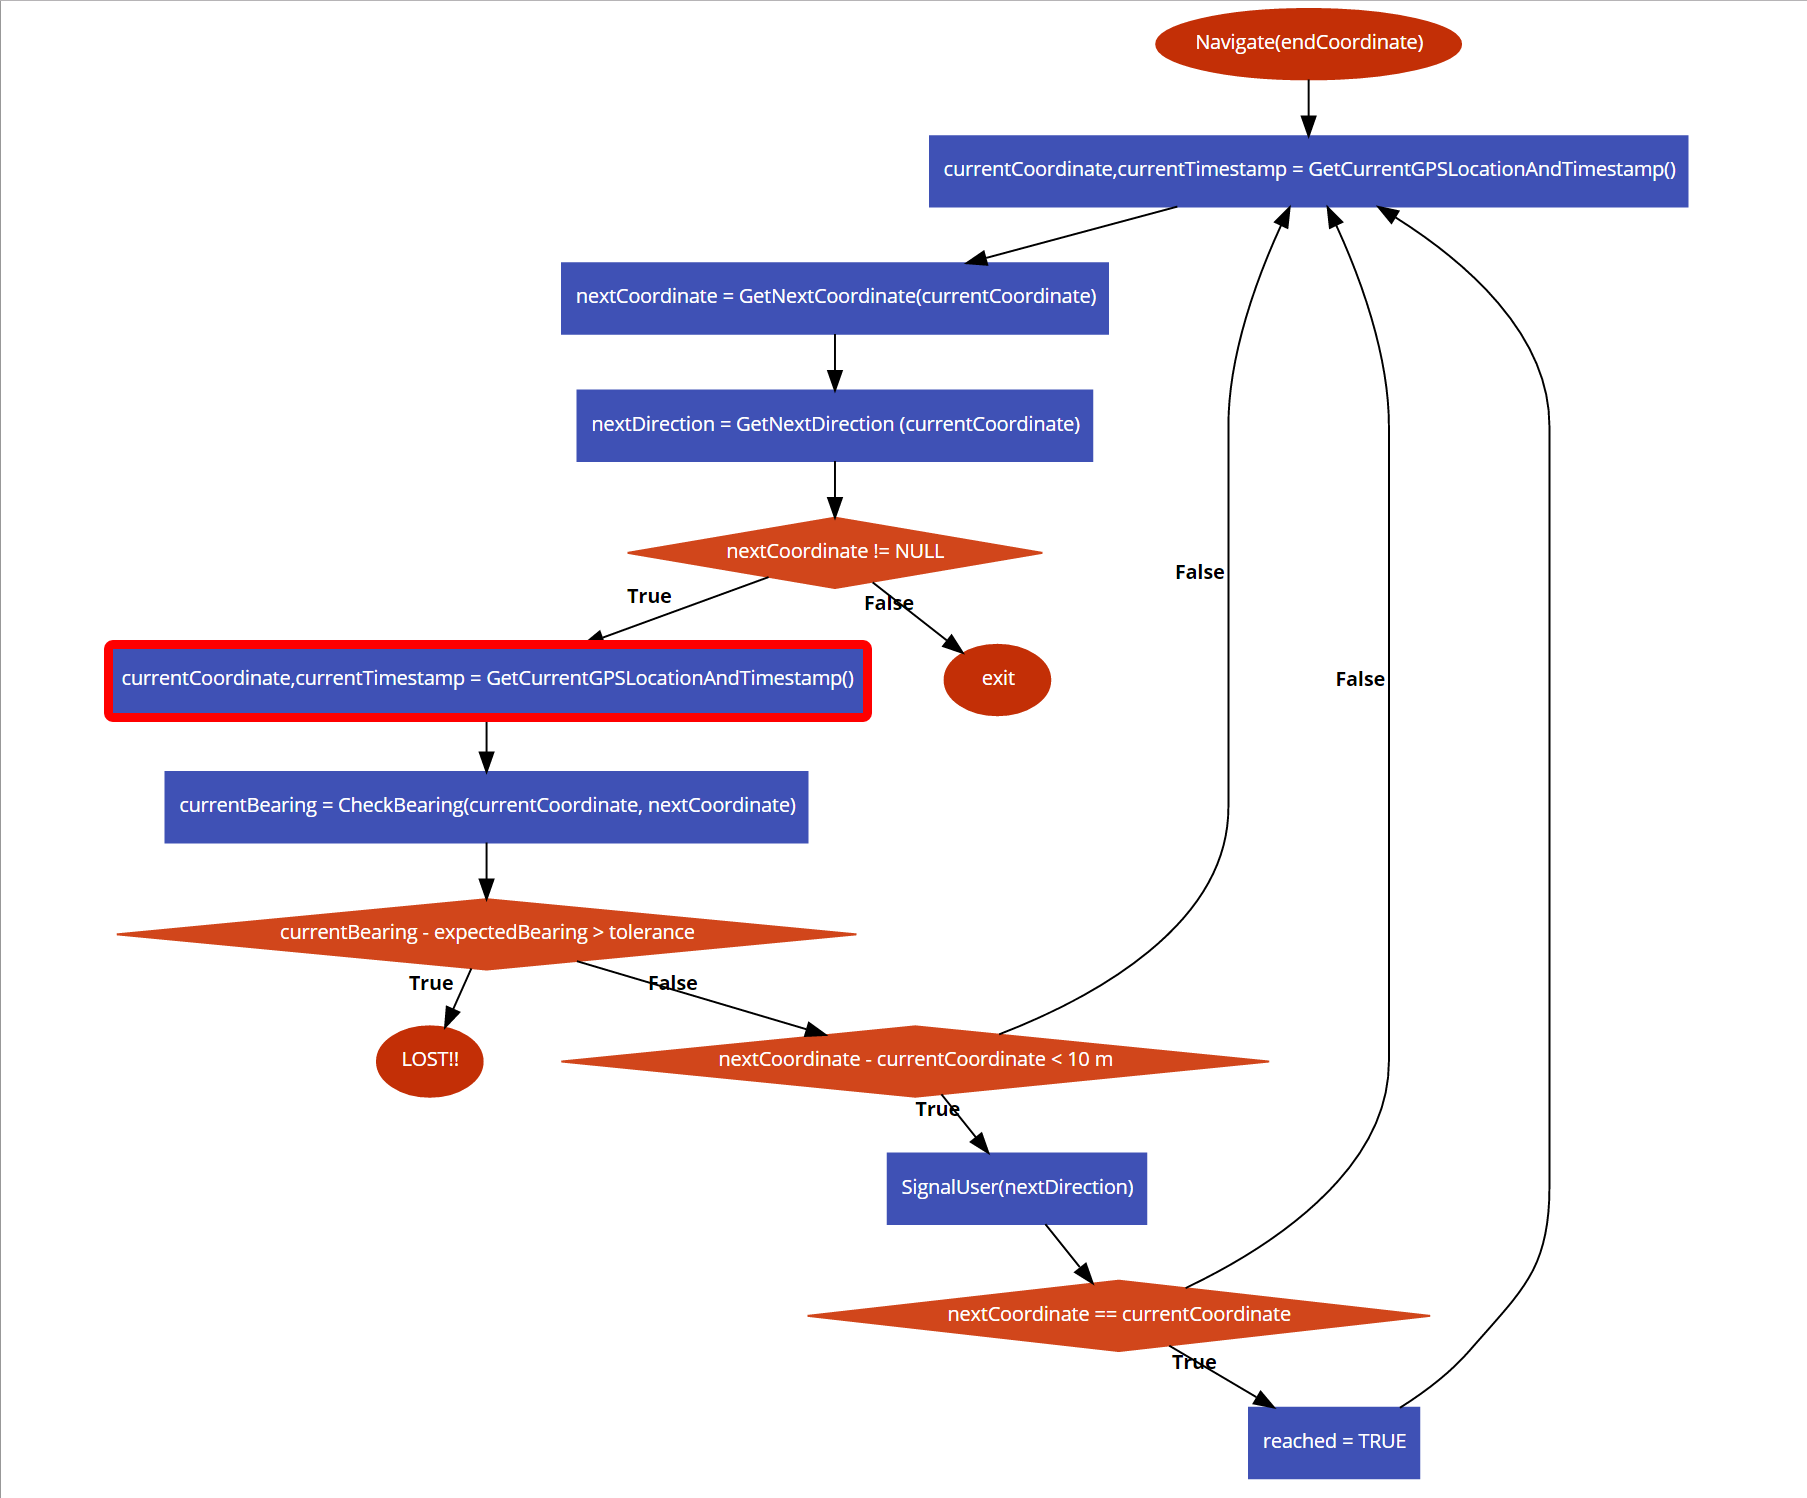 Navigate(endCoordinate)
currentCoordinate,currentTimestamp = GetCurrentGPSLocationAndTimestamp()
nextCoordinate = GetNextCoordinate(currentCoordinate)
nextDirection = GetNextDirection (currentCoordinate)
nextCoordinate != NULL
True
False
currentCoordinate,currentTimestamp = GetCurrentGPSLocationAndTimestamp()
exit
currentBearing = CheckBearing(currentCoordinate, nextCoordinate)
currentBearing - expectedBearing > tolerance
True
False
LOST!!
nextCoordinate - currentCoordinate < 10 m
False
True
SignalUser(nextDirection)
nextCoordinate == currentCoordinate
False
True
reached = TRUE